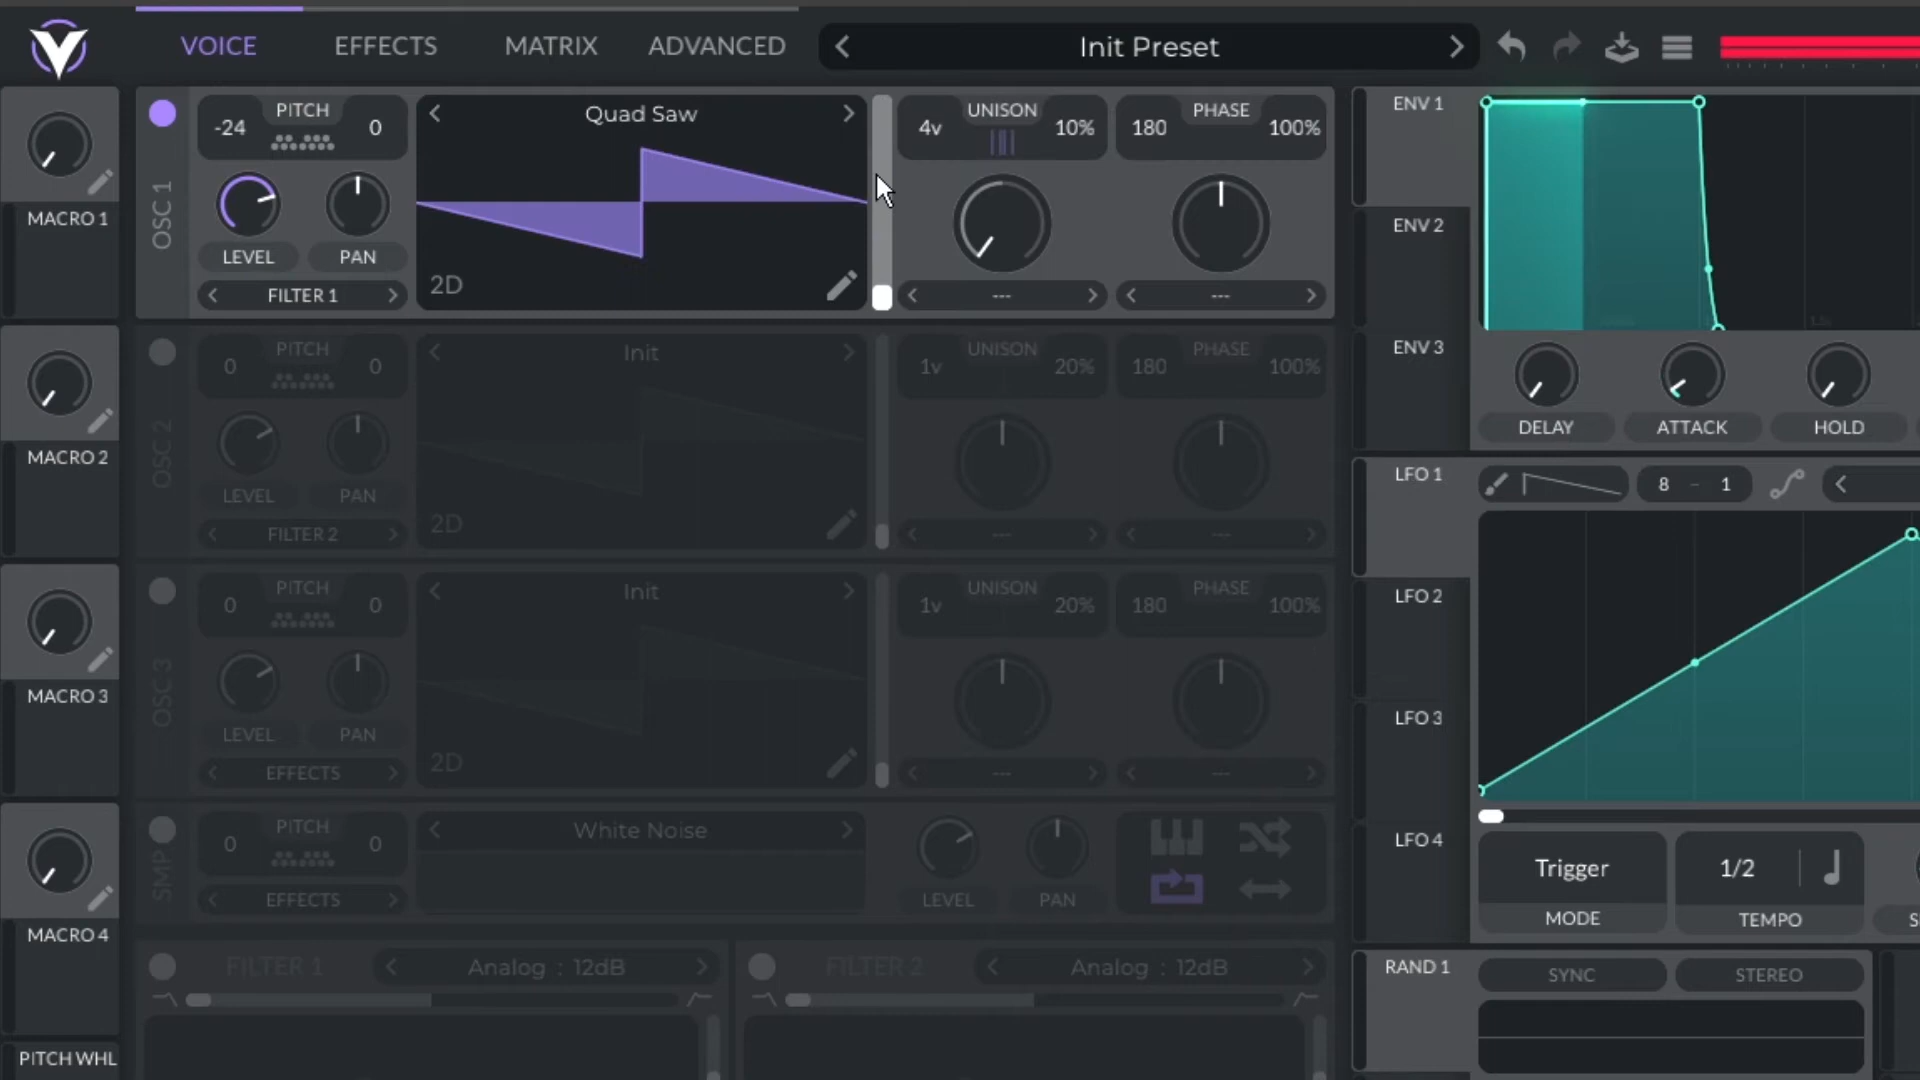 VOICE EFFECTS MATRIX ADVANCED Init Preset
MACRO 1
MACRO 2
MACRO 3
MACRO 4
PITCH WHL
OSC 1
-24 PITCH 0
LEVEL PAN
FILTER 1
Quad Saw
2D
4v UNISON 10%
---
180 PHASE 100%
---
OSC 2
0 PITCH 0
LEVEL PAN
FILTER 2
Init
2D
1v UNISON 20%
---
180 PHASE 100%
---
OSC 3
0 PITCH 0
LEVEL PAN
EFFECTS
Init
2D
1v UNISON 20%
---
180 PHASE 100%
---
SMP
0 PITCH 0
EFFECTS
White Noise
LEVEL PAN
FILTER 1 Analog : 12dB
FILTER 2 Analog : 12dB
ENV 1
ENV 2
ENV 3
DELAY ATTACK HOLD
LFO 1
LFO 2
LFO 3
LFO 4
8 - 1
Trigger
MODE
1/2
TEMPO
RAND 1
SYNC STEREO